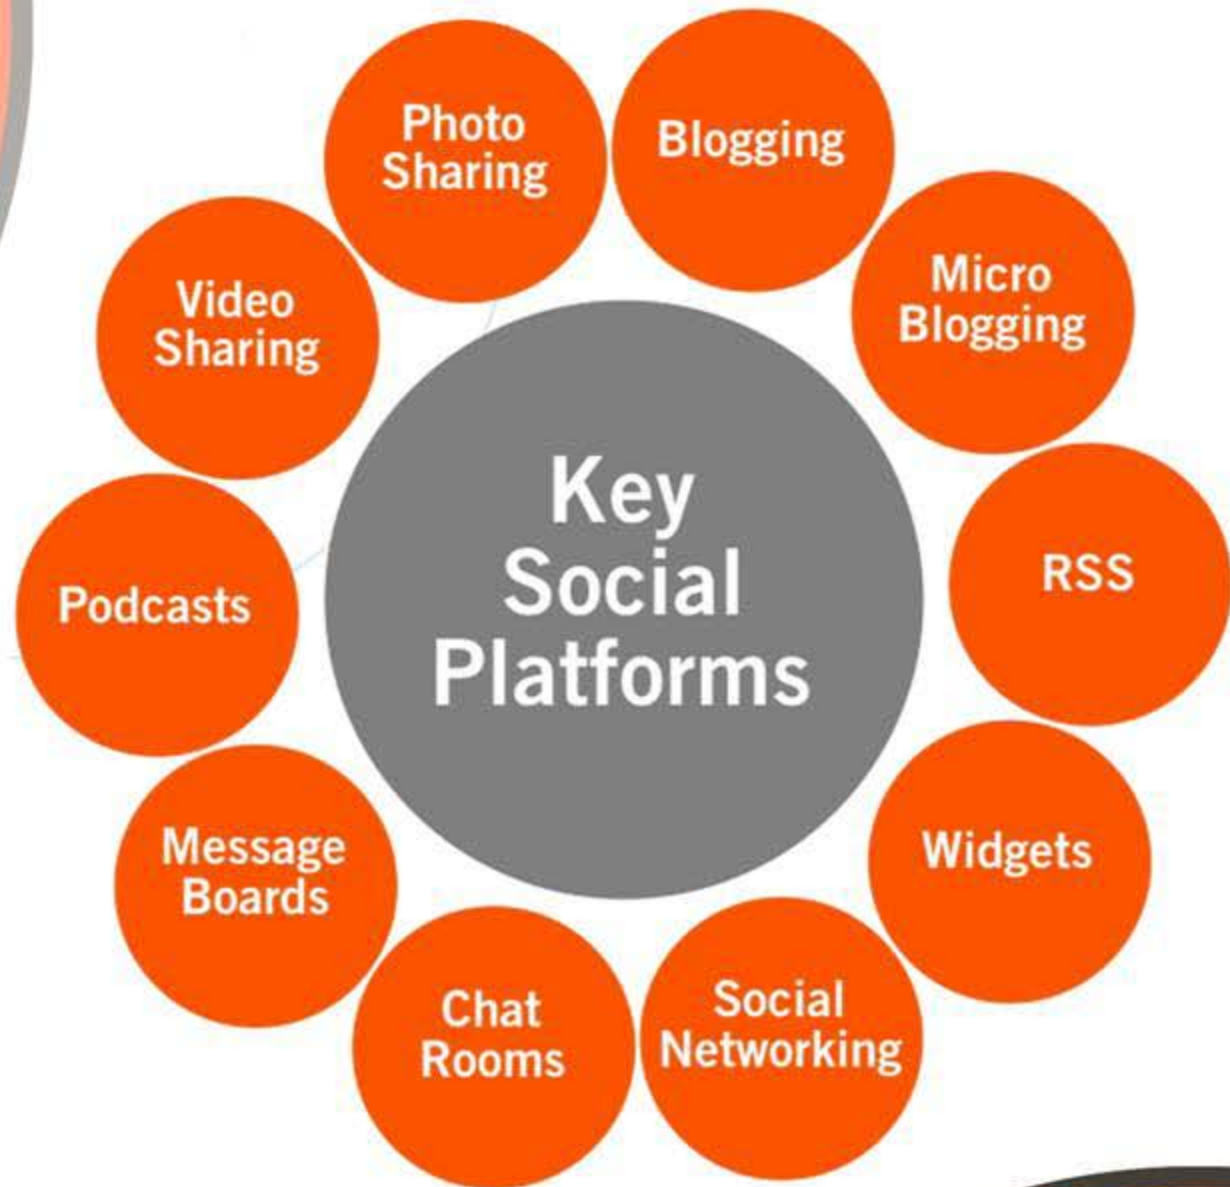 Photo
Sharing
Blogging
Micro
Blogging
Video
Sharing
Key
Social
Platforms
RSS
Podcasts
Widgets
Message
Boards
Chat
Rooms
Social
Networking